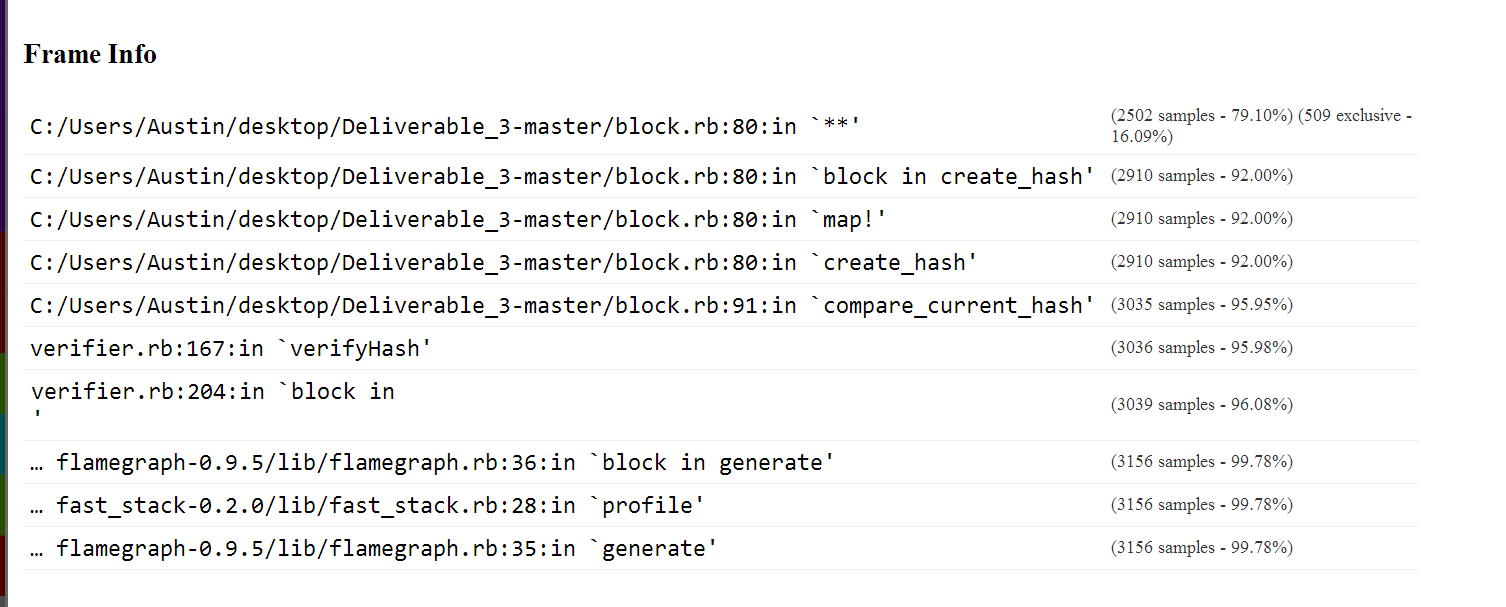 Frame Info
C:/Users/Austin/desktop/Deliverable_3-master/block.rb:80:in `**'
(2502 samples - 79.10%) (509 exclusive -
16.09%)
C:/Users/Austin/desktop/Deliverable_3-master/block.rb:80:in `block in create_hash'
(2910 samples - 92.00%)
C:/Users/Austin/desktop/Deliverable_3-master/block.rb:80:in `map!'
(2910 samples - 92.00%)
C:/Users/Austin/desktop/Deliverable_3-master/block.rb:80:in `create_hash'
(2910 samples - 92.00%)
C:/Users/Austin/desktop/Deliverable_3-master/block.rb:91:in `compare_current_hash'
(3035 samples - 95.95%)
verifier.rb:167:in `verifyHash'
(3036 samples - 95.98%)
verifier.rb:204:in `block in
'
(3039 samples - 96.08%)
… flamegraph-0.9.5/lib/flamegraph.rb:36:in `block in generate'
(3156 samples - 99.78%)
… fast_stack-0.2.0/lib/fast_stack.rb:28:in `profile'
(3156 samples - 99.78%)
… flamegraph-0.9.5/lib/flamegraph.rb:35:in `generate'
(3156 samples - 99.78%)